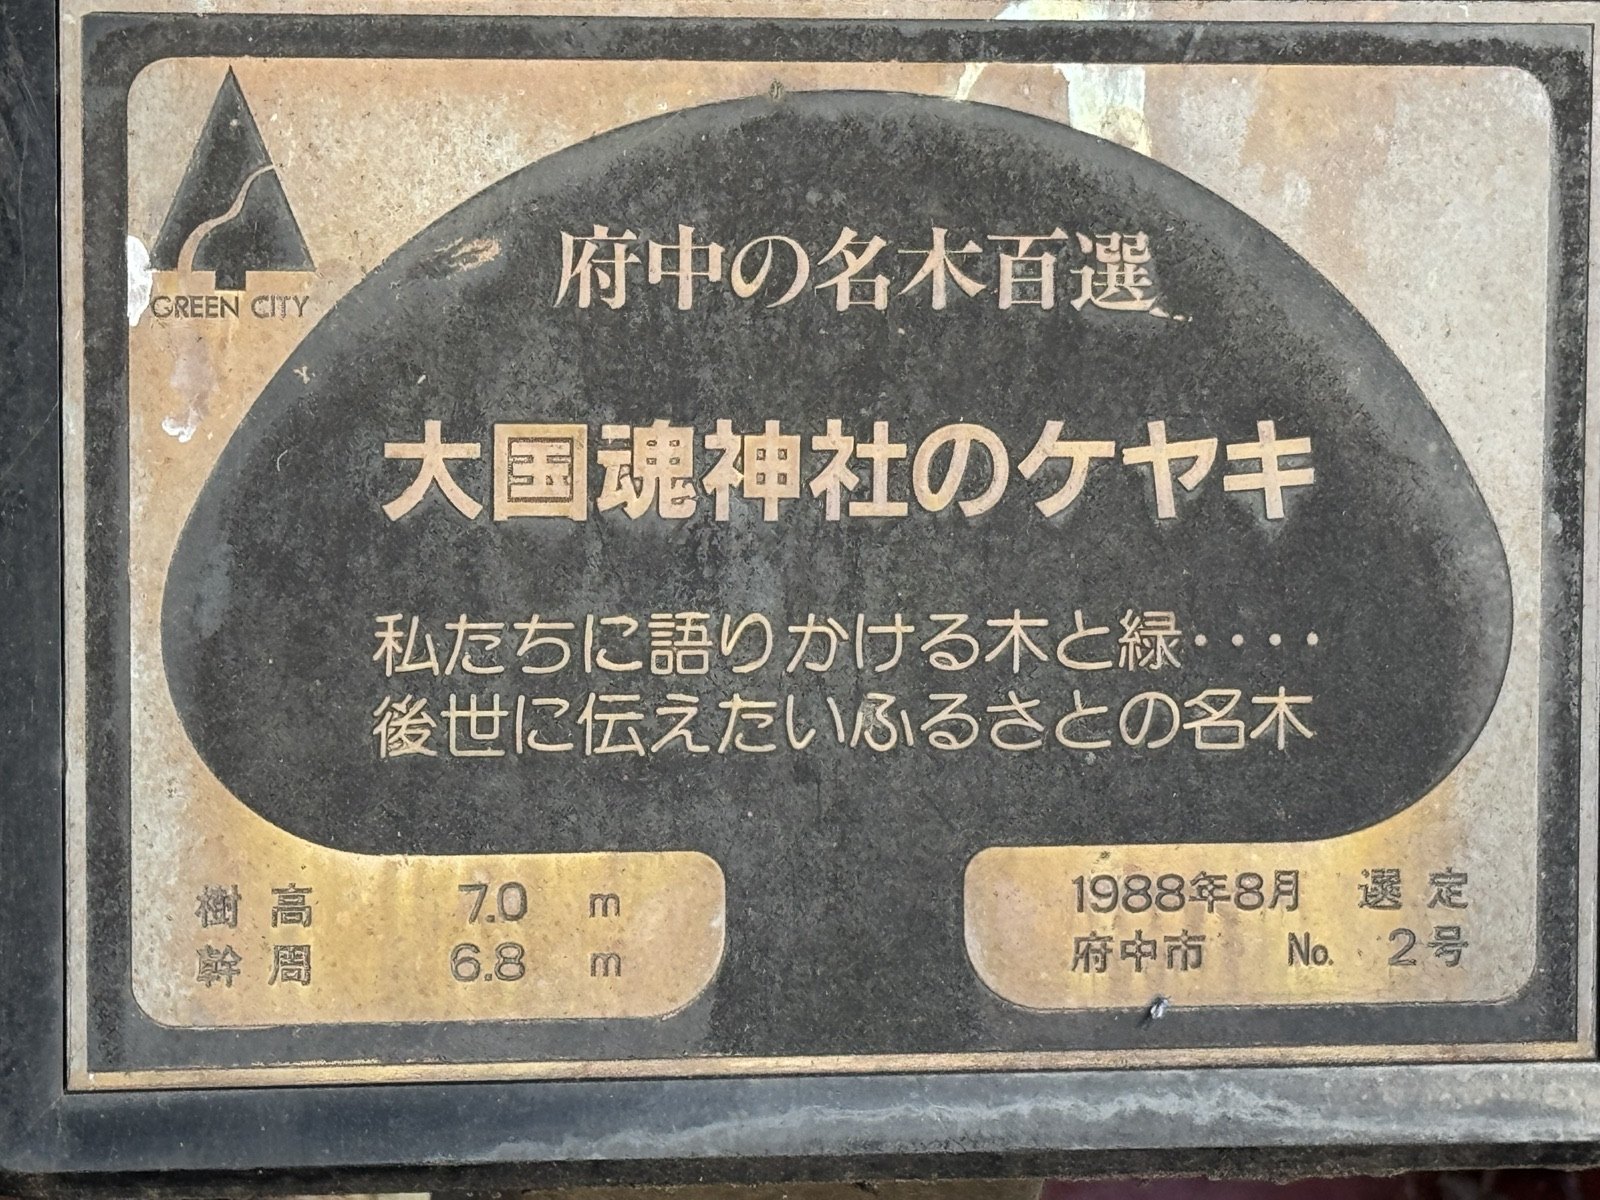 GREEN CITY
府中の名木百選
大国魂神社のケヤキ
私たちに語りかける木と緑‥‥
後世に伝えたいふるさとの名木
樹高 7.0 m
幹周 6.8 m
1988年8月 選定
府中市 No. 2号